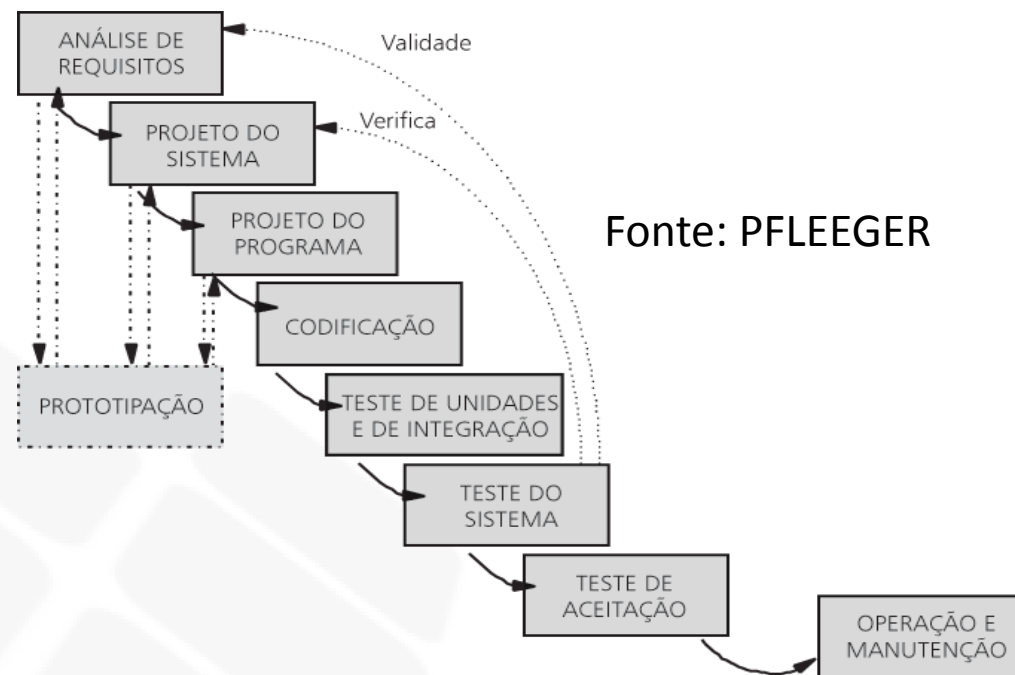 ANÁLISE DE
REQUISITOS
Validade
Verifica
PROJETO DO
SISTEMA
PROJETO DO
PROGRAMA
Fonte: PFLEEGER
CODIFICAÇÃO
PROTOTIPAÇÃO
TESTE DE UNIDADES
E DE INTEGRAÇÃO
TESTE DO
SISTEMA
TESTE DE
ACEITAÇÃO
OPERAÇÃO E
MANUTENÇÃO